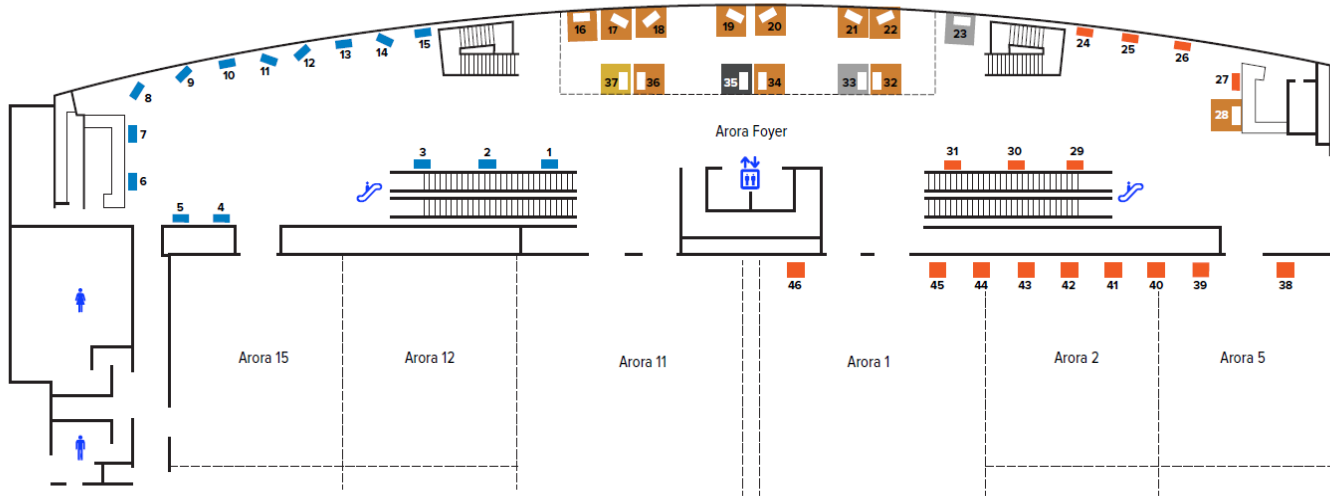 16 17 18 19 20 21 22 23
15 24 25 26
14 13 12 11 10 9 8
37 36 35 34 33 32
27
28
7
Arora Foyer
3 2 1
31 30 29
6
5 4
46 45 44 43 42 41 40 39 38
Arora 15
Arora 12
Arora 11
Arora 1
Arora 2
Arora 5